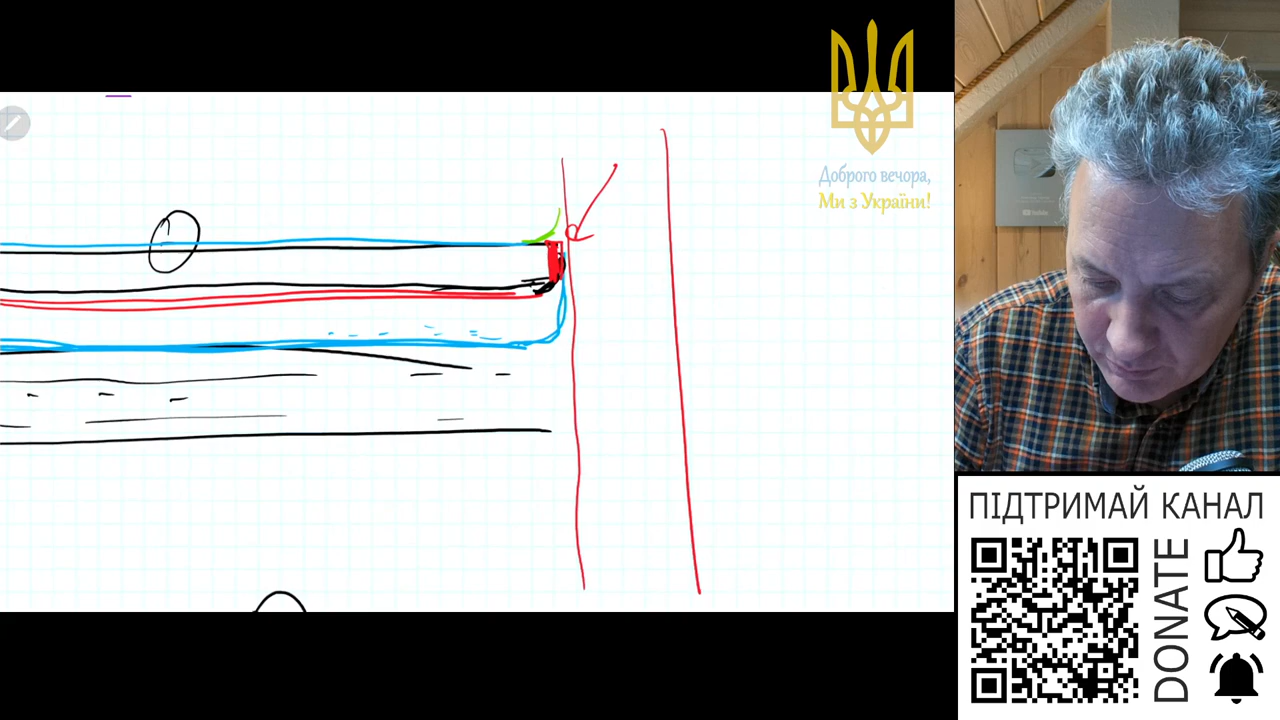 Доброго вечора,
Ми з України!
ПІДТРИМАЙ КАНАЛ
DONATE